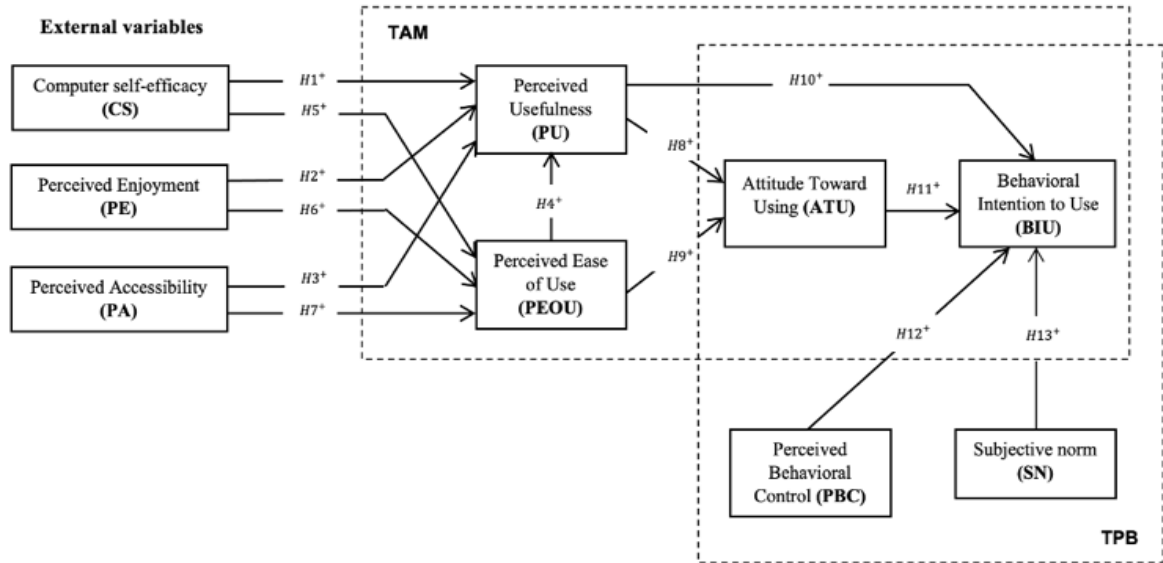 External variables
TAM
Computer self-efficacy
(CS)
H1+
H5+
Perceived
Usefulness
(PU)
H10+
Perceived Enjoyment
(PE)
H2+
H6+
H4+
H8+
Attitude Toward
Using (ATU)
H11+
Behavioral
Intention to Use
(BIU)
Perceived Accessibility
(PA)
H3+
H7+
Perceived Ease
of Use
(PEOU)
H9+
H12+
H13+
Perceived
Behavioral
Control (PBC)
Subjective norm
(SN)
TPB